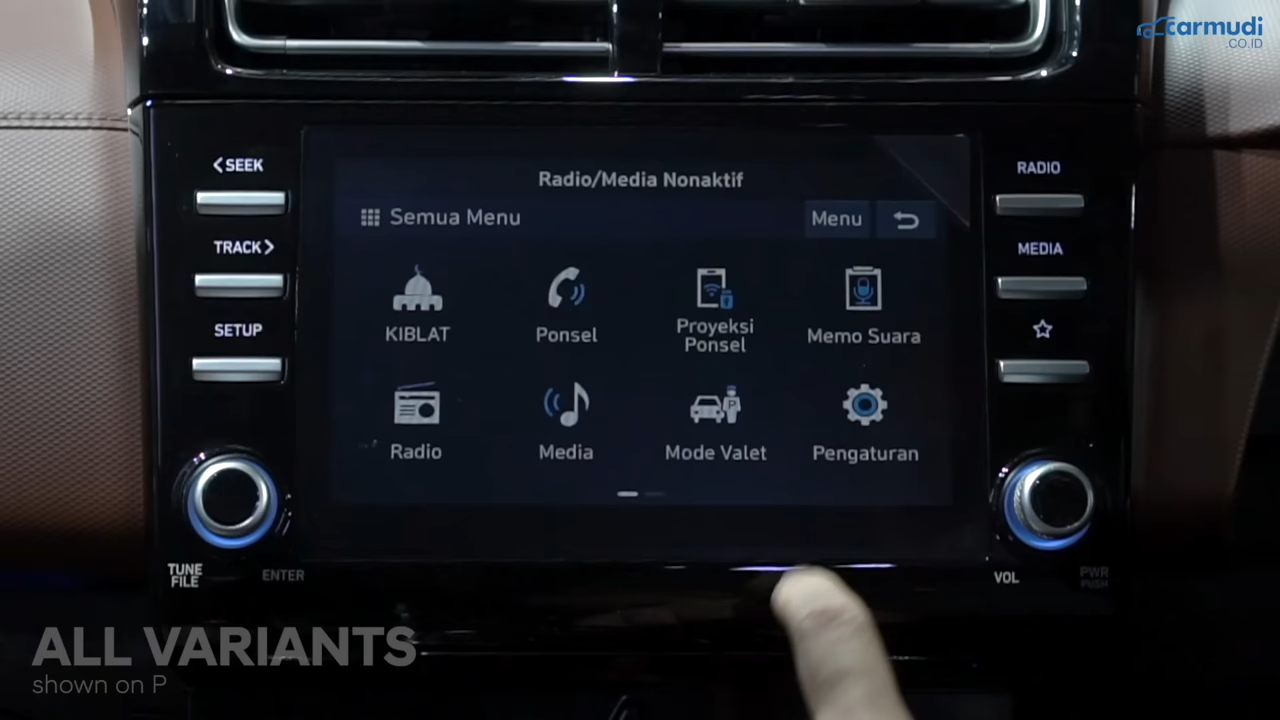 carmudi
.CO.ID
<SEEK
TRACK>
SETUP
TUNE
FILE
ENTER
Radio/Media Nonaktif
Semua Menu
Menu
KIBLAT
Ponsel
Proyeksi
Ponsel
Memo Suara
Radio
Media
P
Mode Valet
Pengaturan
RADIO
MEDIA
VOL
PWR
PUSH
ALL VARIANTS
shown on P